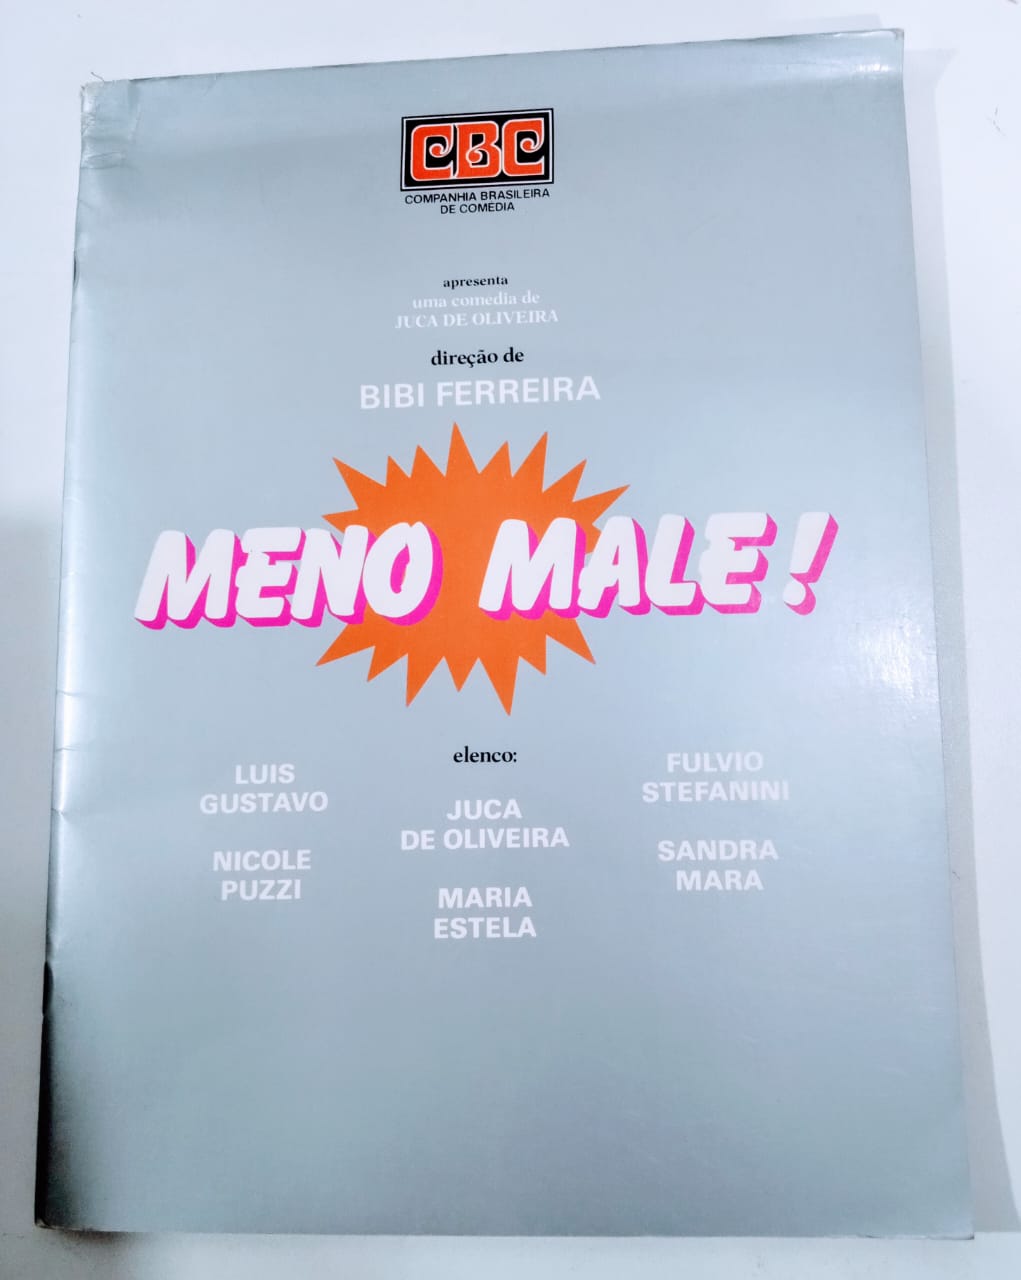 CBC
COMPANHIA BRASILEIRA
DE COMEDIA
apresenta
uma comedia de
JUCA DE OLIVEIRA
direção de
BIBI FERREIRA
MENO MALE!
elenco:
LUIS
GUSTAVO
NICOLE
PUZZI
JUCA
DE OLIVEIRA
MARIA
ESTELA
FULVIO
STEFANINI
SANDRA
MARA